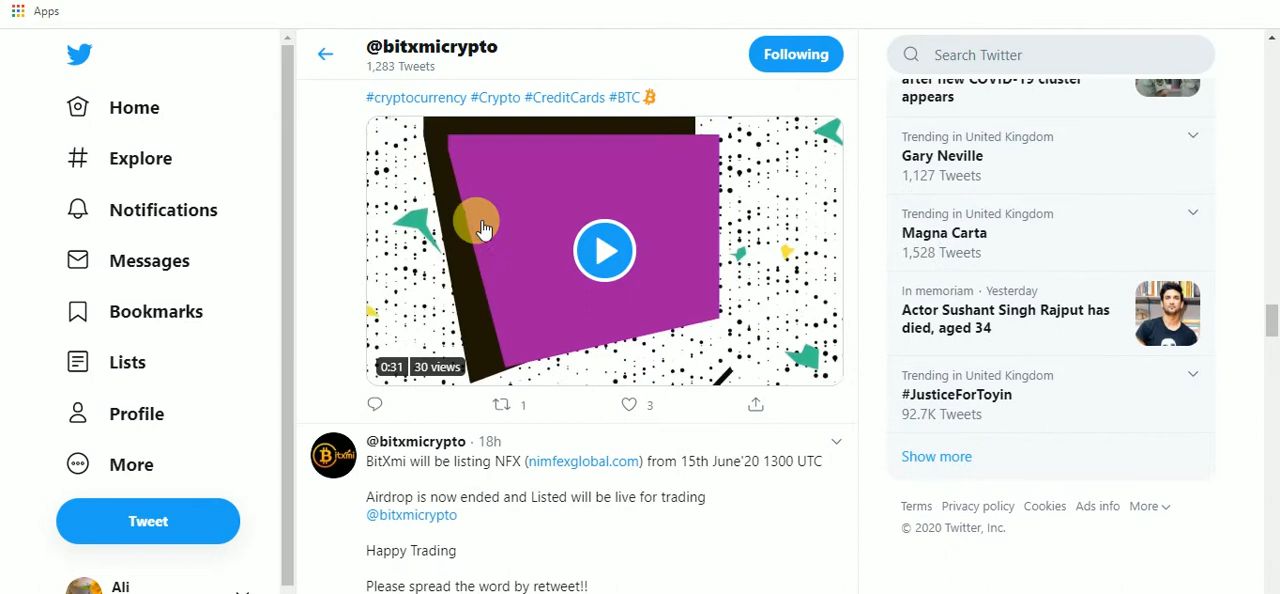 Apps
Home
Explore
Notifications
Messages
Bookmarks
Lists
Profile
More
Tweet
Ali
@bitxmicrypto
1,283 Tweets
Following
#cryptocurrency #Crypto #CreditCards #BTC
0:31 30 views
1
3
Bitxmi
@bitxmicrypto · 18h
BitXmi will be listing NFX (nimfexglobal.com) from 15th June'20 1300 UTC
Airdrop is now ended and Listed will be live for trading
@bitxmicrypto
Happy Trading
Please spread the word by retweet!!
Search Twitter
after new COVID-19 cluster
appears
Trending in United Kingdom
Gary Neville
1,127 Tweets
Trending in United Kingdom
Magna Carta
1,528 Tweets
In memoriam · Yesterday
Actor Sushant Singh Rajput has
died, aged 34
Trending in United Kingdom
#JusticeForToyin
92.7K Tweets
Show more
Terms Privacy policy Cookies Ads info More
© 2020 Twitter, Inc.